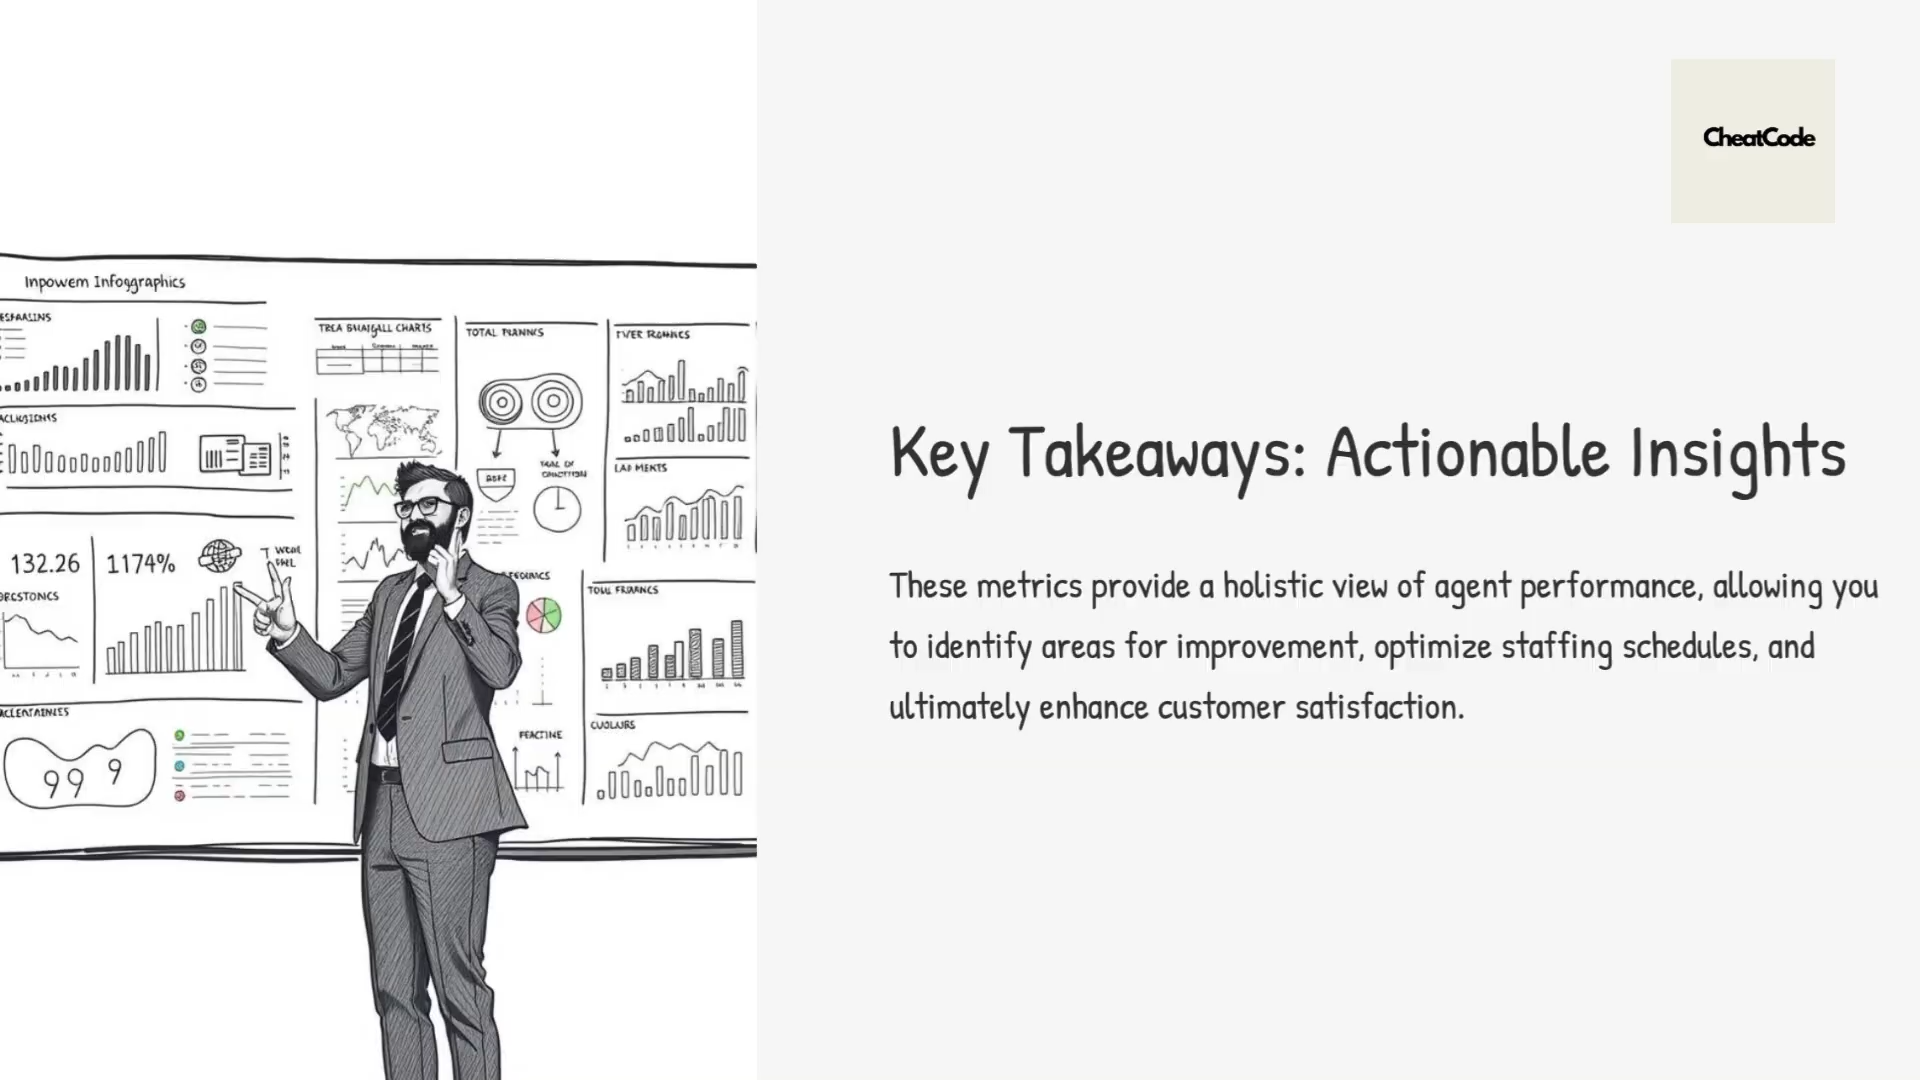 CheatCode
Inpowem Infoggraphics
TOTAL
132.26
1174%
99 9
Key Takeaways: Actionable Insights
These metrics provide a holistic view of agent performance, allowing you
to identify areas for improvement, optimize staffing schedules, and
ultimately enhance customer satisfaction.